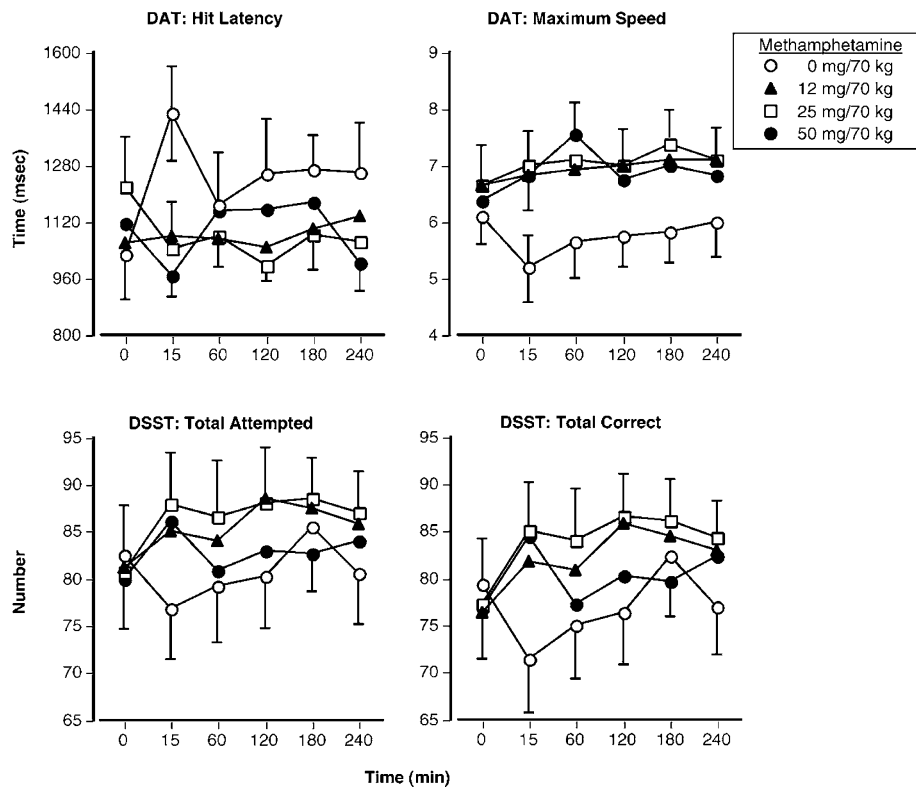 DAT: Hit Latency
1600
1440
1280
1120
960
800
Time (msec)
0 15 60 120 180 240
DAT: Maximum Speed
9
8
7
6
5
4
0 15 60 120 180 240
Methamphetamine
0 mg/70 kg
12 mg/70 kg
25 mg/70 kg
50 mg/70 kg
DSST: Total Attempted
95
90
85
80
75
70
65
Number
0 15 60 120 180 240
DSST: Total Correct
95
90
85
80
75
70
65
0 15 60 120 180 240
Time (min)